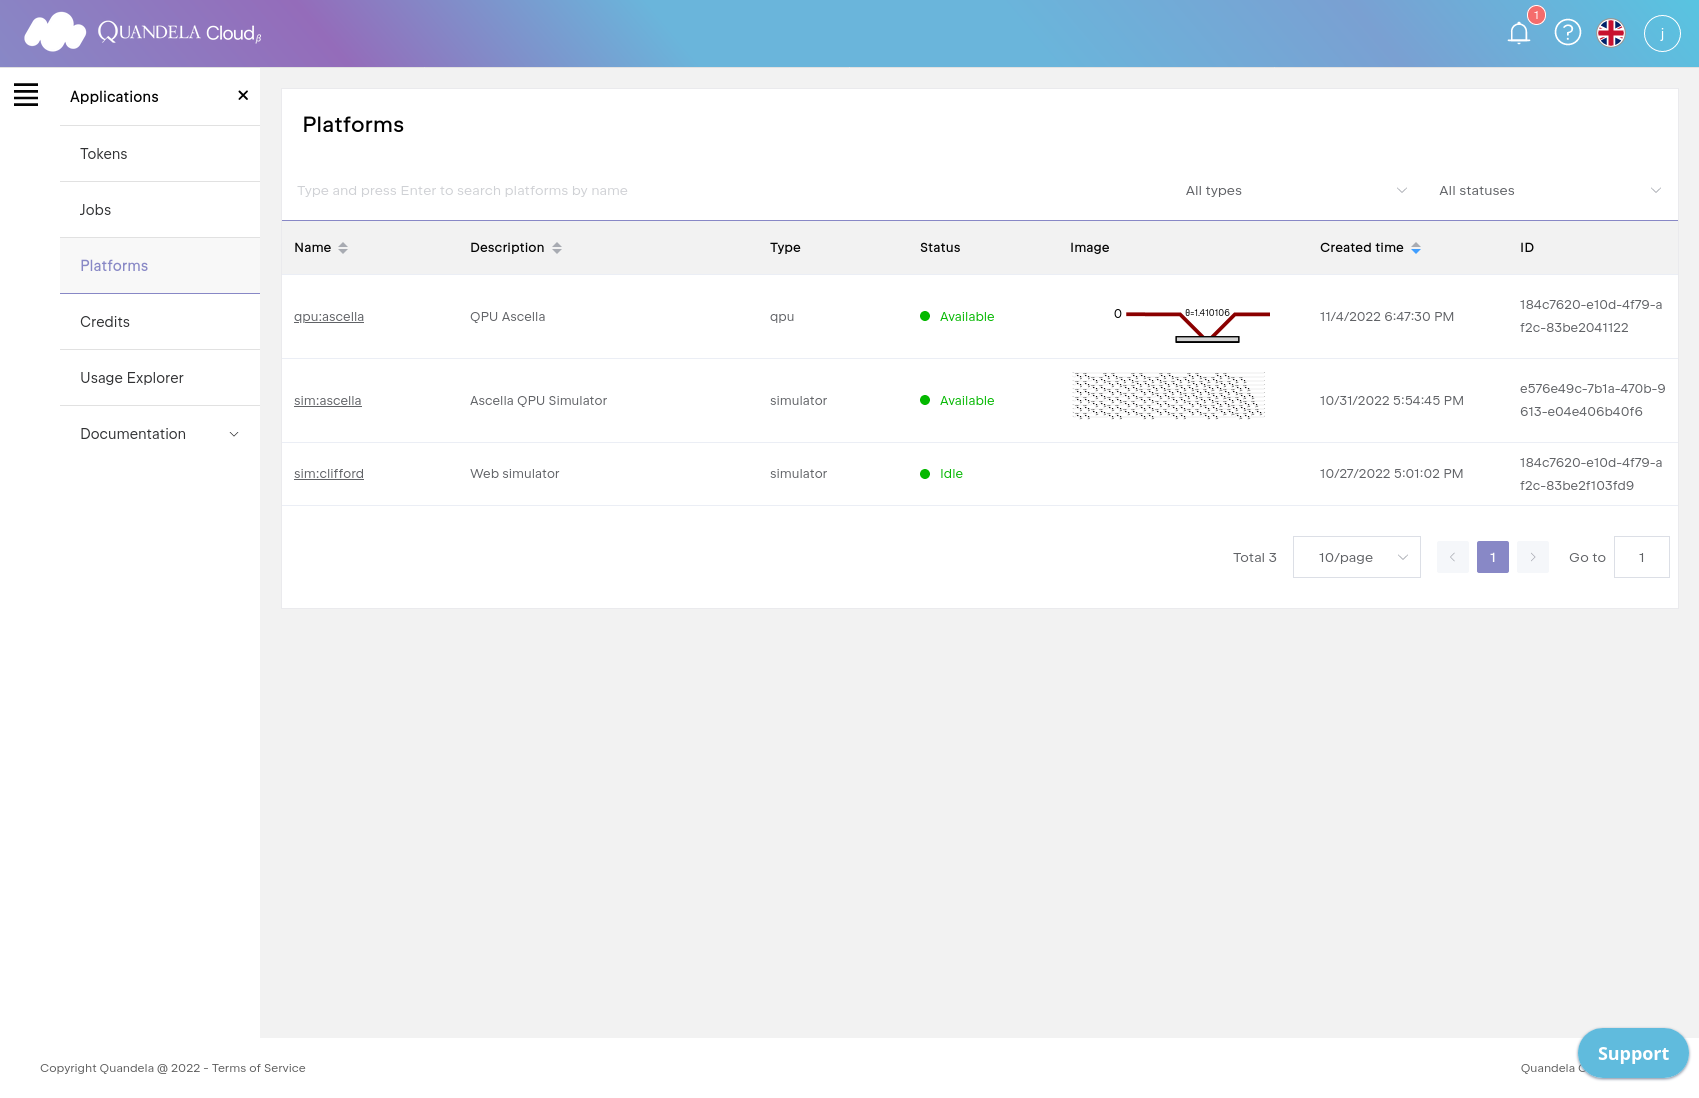 QUANDELA Cloudβ
1
?
j
Applications
Tokens
Jobs
Platforms
Credits
Usage Explorer
Documentation
Platforms
Type and press Enter to search platforms by name
All types
All statuses
Name Description Type Status Image Created time ID
qpu:ascella QPU Ascella qpu Available 0 θ=1.410106 11/4/2022 6:47:30 PM 184c7620-e10d-4f79-a
f2c-83be2041122
sim:ascella Ascella QPU Simulator simulator Available 10/31/2022 5:54:45 PM e576e49c-7b1a-470b-9
613-e04e406b40f6
sim:clifford Web simulator simulator Idle 10/27/2022 5:01:02 PM 184c7620-e10d-4f79-a
f2c-83be2f103fd9
Total 3 10/page 1 Go to 1
Copyright Quandela @ 2022 - Terms of Service
Quandela
Support